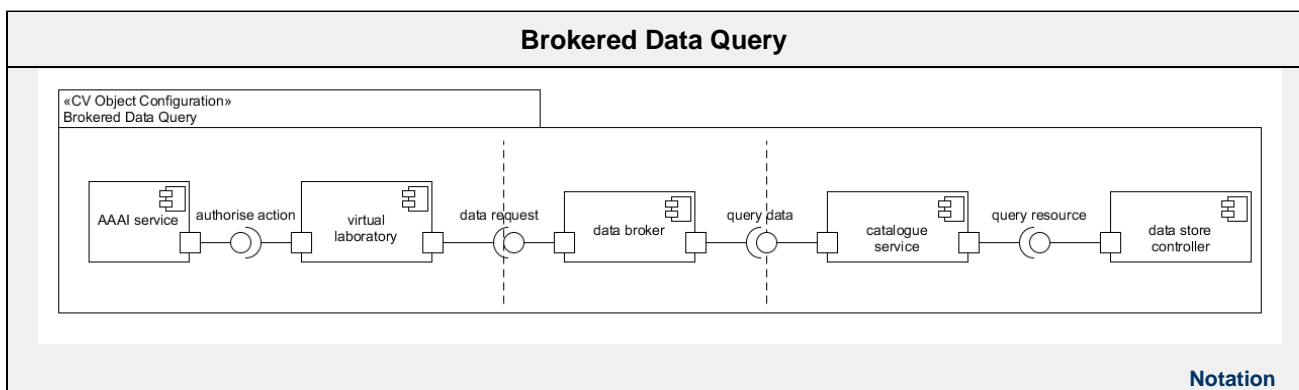 Brokered Data Query
«CV Object Configuration»
Brokered Data Query
AAAI service
authorise action
virtual
laboratory
data request
data broker
query data
catalogue
service
query resource
data store
controller
Notation